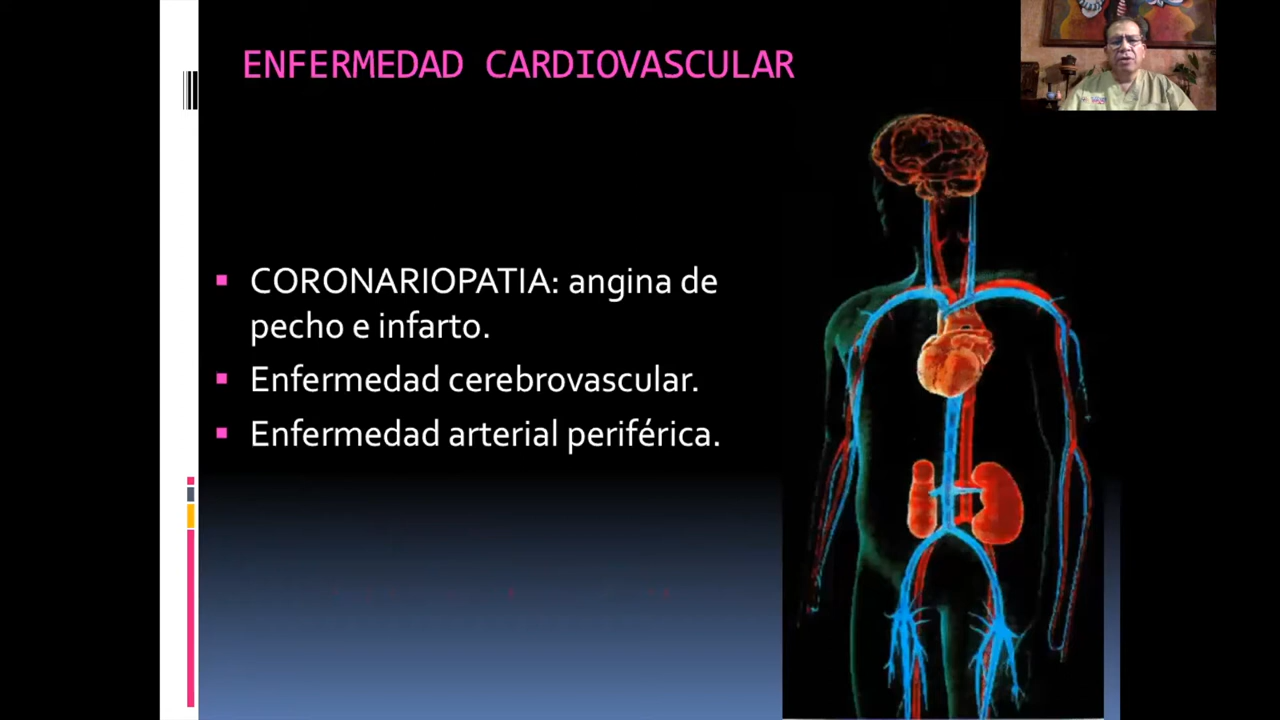 ENFERMEDAD CARDIOVASCULAR
CORONARIOPATIA: angina de
pecho e infarto.
Enfermedad cerebrovascular.
Enfermedad arterial periférica.